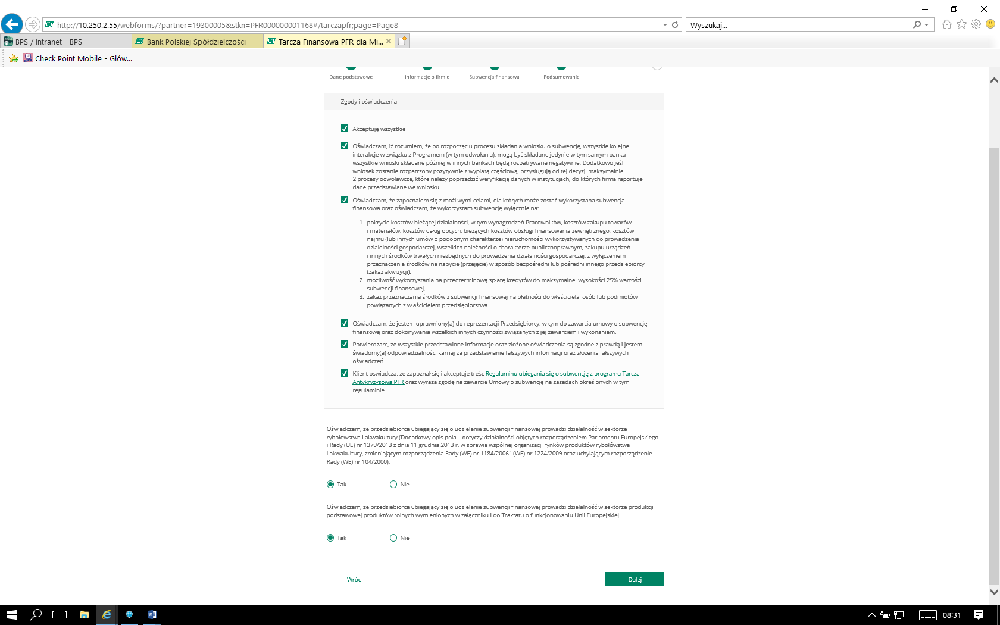 http://10.250.2.55/webforms/?partner=19300005&stkn=PFR000000001168#/tarczapfr;page=Page8
Wyszukaj...
BPS / Intranet - BPS
Bank Polskiej Spółdzielczości
Tarcza Finansowa PFR dla Mi...
Check Point Mobile - Głów...
Dane podstawowe
Informacje o firmie
Subwencja finansowa
Podsumowanie
Zgody i oświadczenia
Akceptuję wszystkie
Oświadczam, iż rozumiem, że po rozpoczęciu procesu składania wniosku o subwencję, wszystkie kolejne
interakcje w związku z Programem (w tym odwołania), mogą być składane jedynie w tym samym banku -
wszystkie wnioski składane później w innych bankach będą rozpatrywane negatywnie. Dodatkowo jeśli
wniosek zostanie rozpatrzony pozytywnie z wypłatą częściową, przysługują od tej decyzji maksymalnie
2 procesy odwoławcze, które należy poprzedzić weryfikacją danych w instytucjach, do których firma raportuje
dane przedstawiane we wniosku.
Oświadczam, że zapoznałem się z możliwymi celami, dla których może zostać wykorzystana subwencja
finansowa oraz oświadczam, że wykorzystam subwencję wyłącznie na:
1. pokrycie kosztów bieżącej działalności, w tym wynagrodzeń Pracowników, kosztów zakupu towarów
i materiałów, kosztów usług obcych, bieżących kosztów obsługi finansowania zewnętrznego, kosztów
najmu (lub innych umów o podobnym charakterze) nieruchomości wykorzystywanych do prowadzenia
działalności gospodarczej, wszelkich należności o charakterze publicznoprawnym, zakupu urządzeń
i innych środków trwałych niezbędnych do prowadzenia działalności gospodarczej, z wyłączeniem
przeznaczenia środków na nabycie (przejęcie) w sposób bezpośredni lub pośredni innego przedsiębiorcy
(zakaz akwizycji),
2. możliwość wykorzystania na przedterminową spłatę kredytów do maksymalnej wysokości 25% wartości
subwencji finansowej,
3. zakaz przeznaczania środków z subwencji finansowej na płatności do właściciela, osób lub podmiotów
powiązanych z właścicielem przedsiębiorstwa.
Oświadczam, że jestem uprawniony(a) do reprezentacji Przedsiębiorcy, w tym do zawarcia umowy o subwencję
finansową oraz dokonywania wszelkich innych czynności związanych z jej zawarciem i wykonaniem.
Potwierdzam, że wszystkie przedstawione informacje oraz złożone oświadczenia są zgodne z prawdą i jestem
świadomy(a) odpowiedzialności karnej za przedstawianie fałszywych informacji oraz złożenia fałszywych
oświadczeń.
Klient oświadcza, że zapoznał się i akceptuje treść Regulaminu ubiegania się o subwencję z programu Tarcza
Antykryzysowa PFR oraz wyraża zgodę na zawarcie Umowy o subwencję na zasadach określonych w tym
regulaminie.
Oświadczam, że przedsiębiorca ubiegający się o udzielenie subwencji finansowej prowadzi działalność w sektorze
rybołówstwa i akwakultury (Dodatkowy opis pola – dotyczy działalności objętych rozporządzeniem Parlamentu Europejskiego
i Rady (UE) nr 1379/2013 z dnia 11 grudnia 2013 r. w sprawie wspólnej organizacji rynków produktów rybołówstwa
i akwakultury, zmieniającym rozporządzenia Rady (WE) nr 1184/2006 i (WE) nr 1224/2009 oraz uchylającym rozporządzenie
Rady (WE) nr 104/2000).
Tak Nie
Oświadczam, że przedsiębiorca ubiegający się o udzielenie subwencji finansowej prowadzi działalność w sektorze produkcji
podstawowej produktów rolnych wymienionych w załączniku I do Traktatu o funkcjonowaniu Unii Europejskiej.
Tak Nie
Wróć
Dalej
08:31